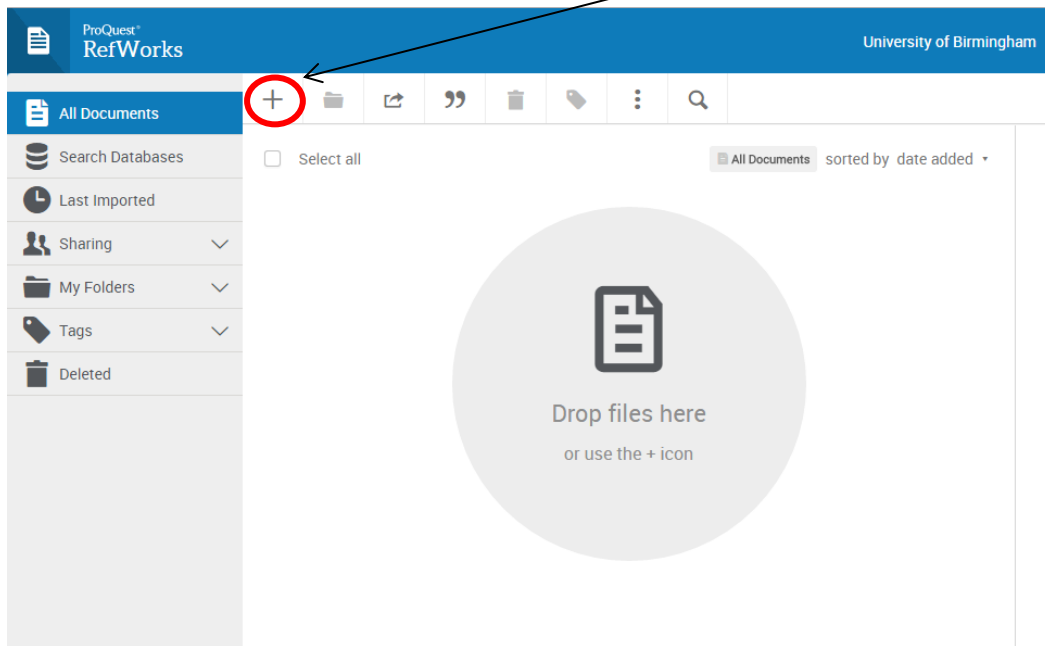 ProQuest®
RefWorks
University of Birmingham
All Documents
Search Databases
Last Imported
Sharing
My Folders
Tags
Deleted
Select all
All Documents sorted by date added
Drop files here
or use the + icon